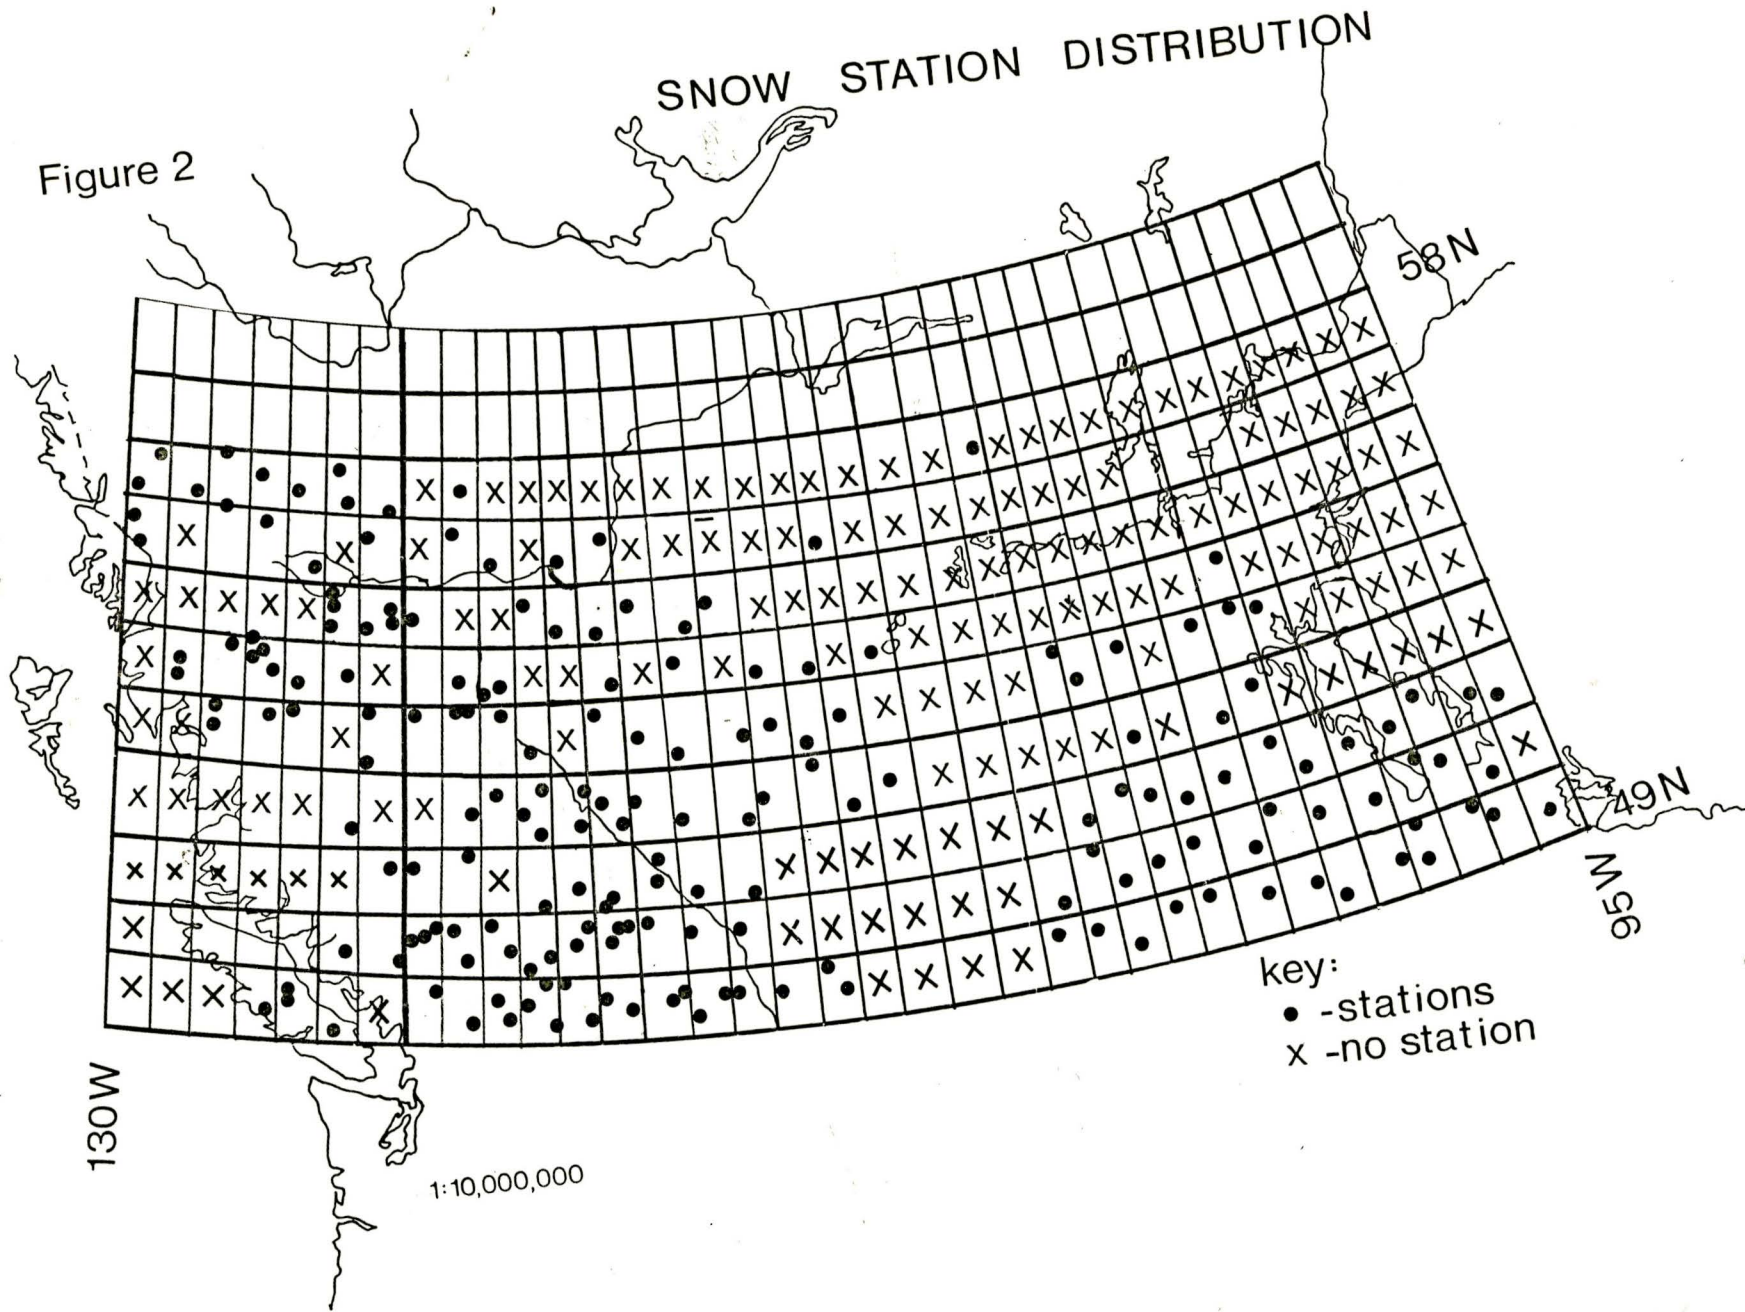 SNOW STATION DISTRIBUTION
Figure 2
58N
49N
95W
key:
● -stations
x -no station
130W
1:10,000,000